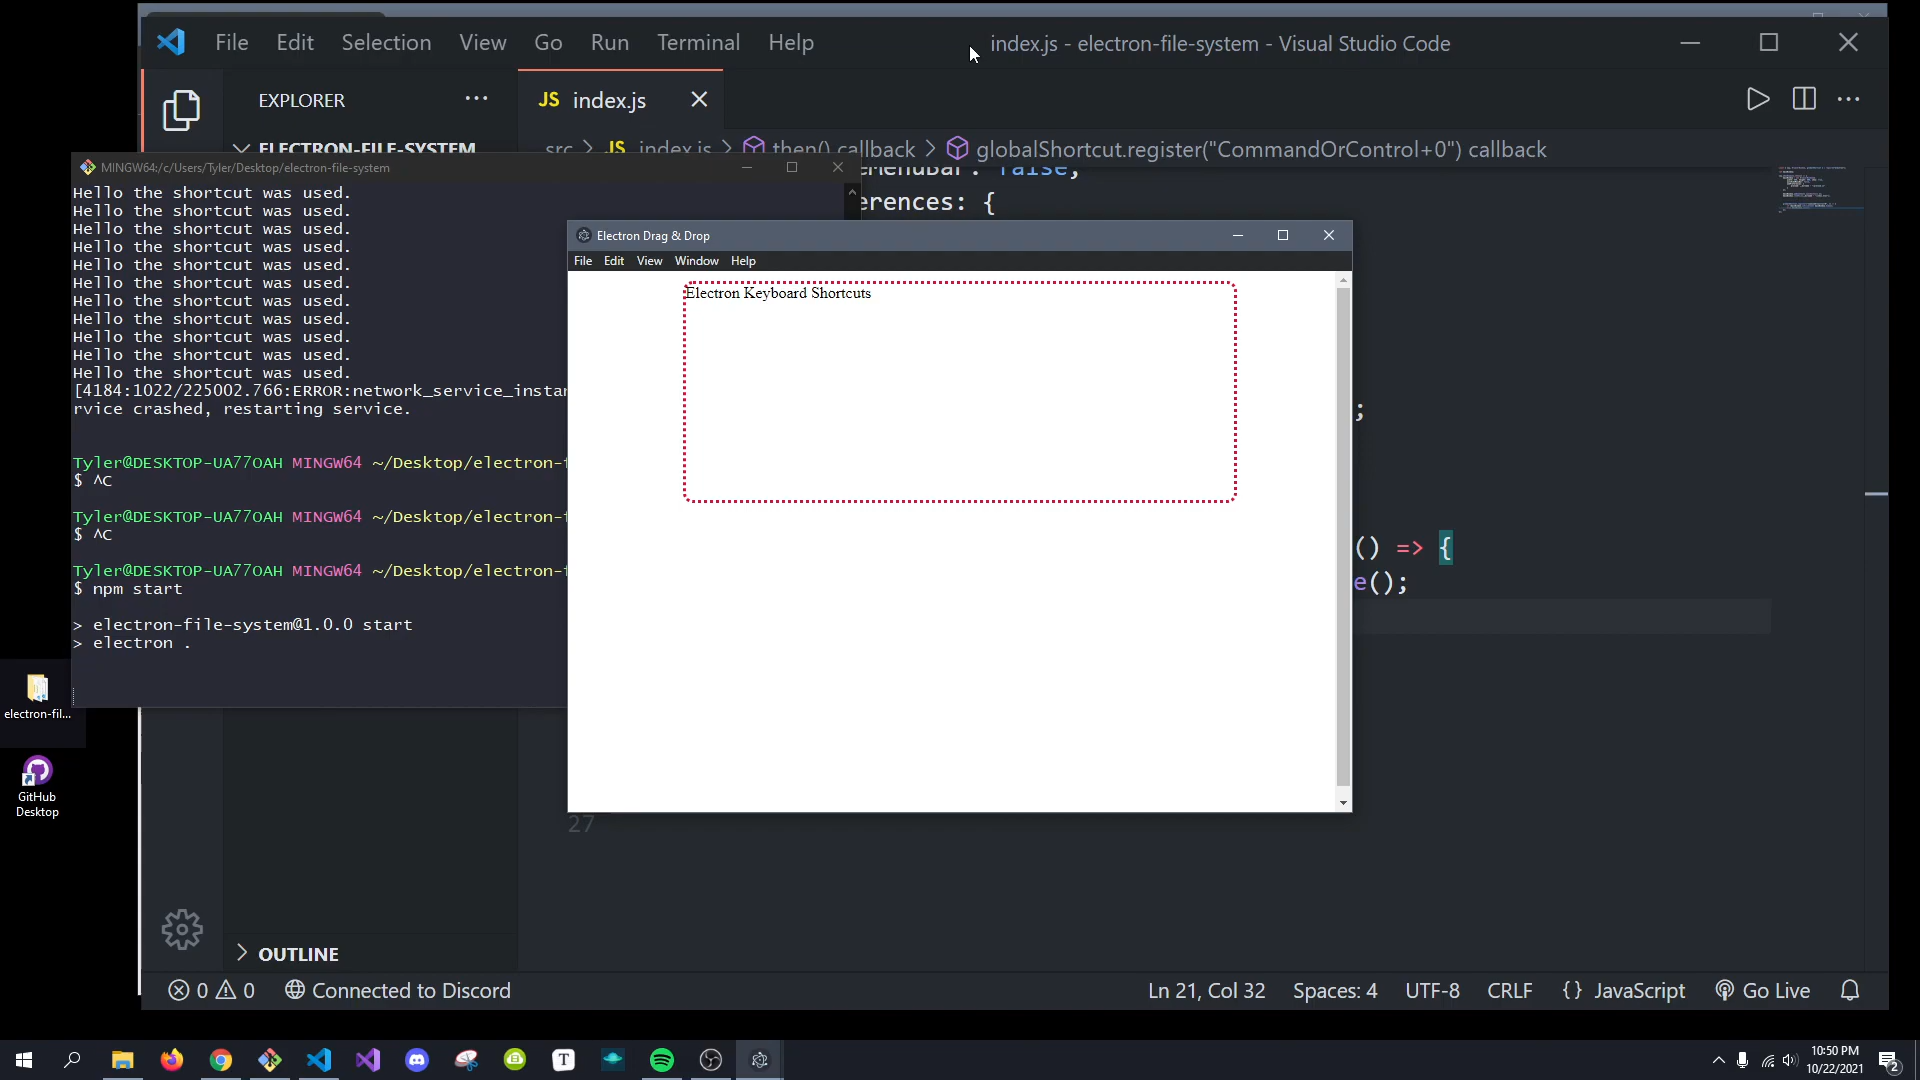 File Edit Selection View Go Run Terminal Help
index.js - electron-file-system - Visual Studio Code
EXPLORER
JS index.js
ELECTRON-FILE-SYSTEM
src > JS index.js > then() callback > globalShortcut.register("CommandOrControl+0") callback
MINGW64:/c/Users/Tyler/Desktop/electron-file-system
eMenuBar: false,
erences: {
Hello the shortcut was used.
Hello the shortcut was used.
Hello the shortcut was used.
Hello the shortcut was used.
Hello the shortcut was used.
Hello the shortcut was used.
Hello the shortcut was used.
Hello the shortcut was used.
Hello the shortcut was used.
Hello the shortcut was used.
Hello the shortcut was used.
[4184:1022/225002.766:ERROR:network_service_instan
rvice crashed, restarting service.
Tyler@DESKTOP-UA77OAH MINGW64 ~/Desktop/electron-f
$ ^C
Tyler@DESKTOP-UA77OAH MINGW64 ~/Desktop/electron-f
$ ^C
Tyler@DESKTOP-UA77OAH MINGW64 ~/Desktop/electron-f
$ npm start
> electron-file-system@1.0.0 start
> electron .
Electron Drag & Drop
File Edit View Window Help
Electron Keyboard Shortcuts
;
() => {
e();
27
electron-fil...
GitHub
Desktop
OUTLINE
0 0 Connected to Discord
Ln 21, Col 32 Spaces: 4 UTF-8 CRLF {} JavaScript Go Live
10:50 PM
10/22/2021
2